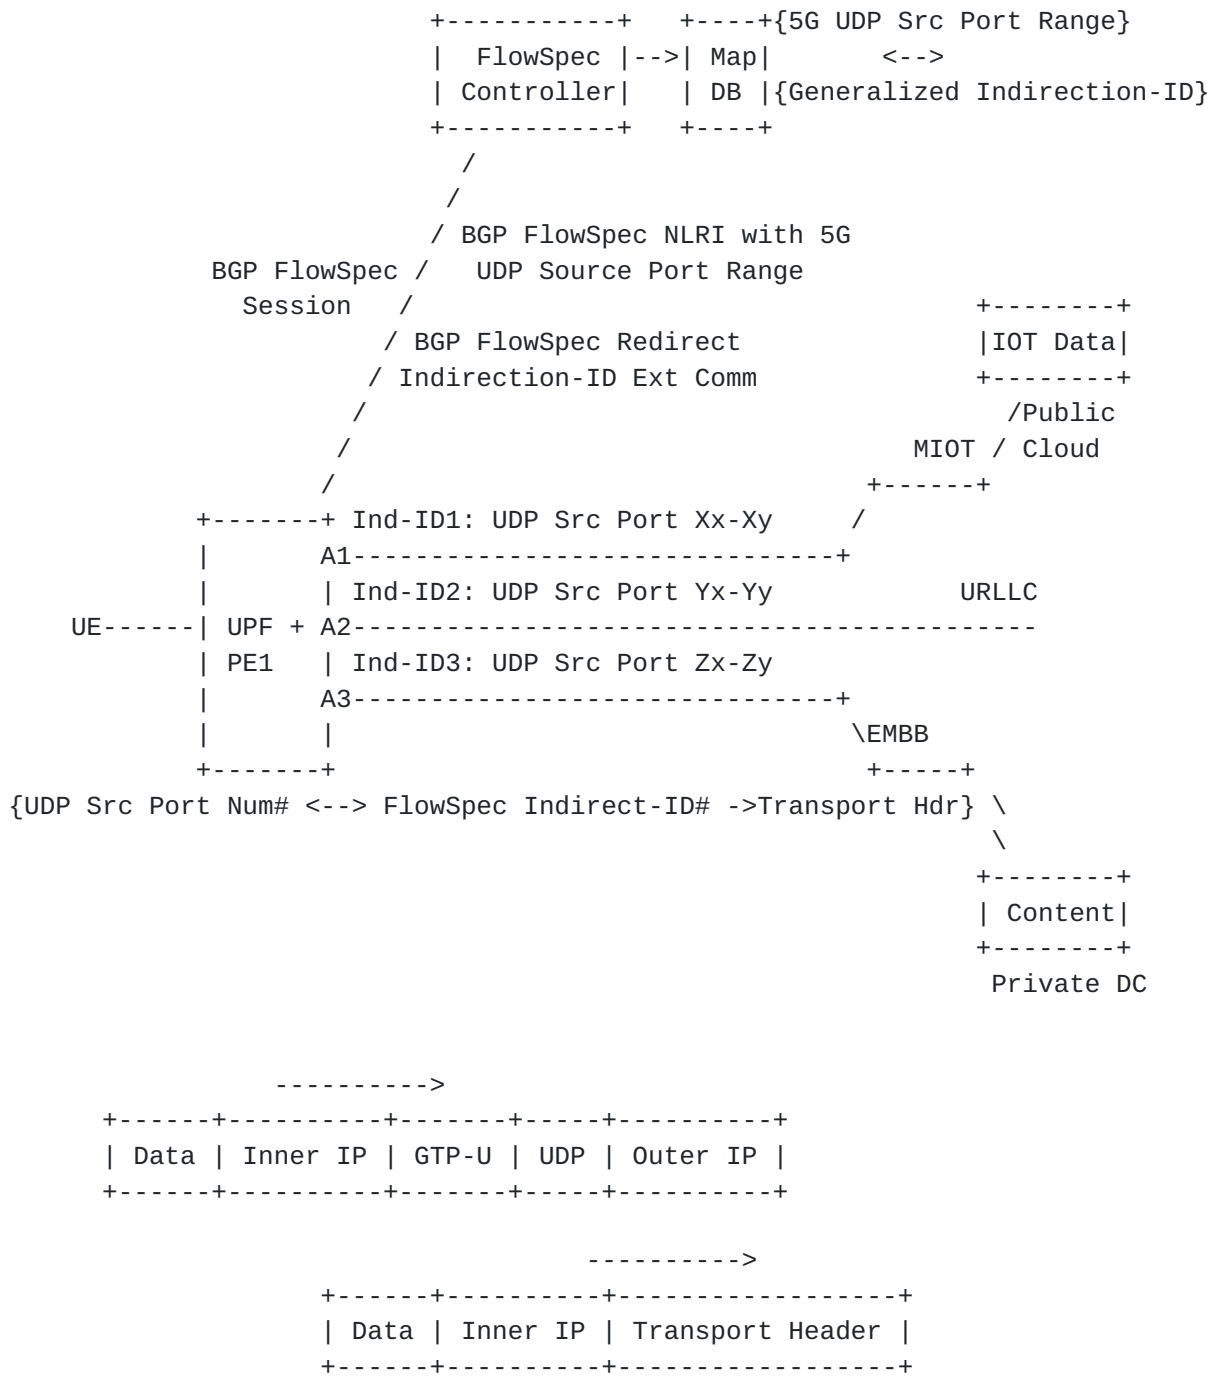 +-----------+   +----+{5G UDP Src Port Range}
                           |  FlowSpec |-->| Map|       <-->
                           | Controller|   | DB |{Generalized Indirection-ID}
                           +-----------+   +----+
                             /
                            /
                           / BGP FlowSpec NLRI with 5G
             BGP FlowSpec /   UDP Source Port Range
               Session   /                                    +--------+
                        / BGP FlowSpec Redirect               |IOT Data|
                       / Indirection-ID Ext Comm              +--------+
                      /                                         /Public
                     /                                    MIOT / Cloud
                    /                                  +------+
            +-------+ Ind-ID1: UDP Src Port Xx-Xy     /
            |       A1-------------------------------+
            |       | Ind-ID2: UDP Src Port Yx-Yy            URLLC
    UE------| UPF + A2--------------------------------------------
            | PE1   | Ind-ID3: UDP Src Port Zx-Zy
            |       A3-------------------------------+
            |       |                                 \EMBB
            +-------+                                  +-----+
{UDP Src Port Num# <--> FlowSpec Indirect-ID# ->Transport Hdr} \
                                                               \
                                                              +--------+
                                                              | Content|
                                                              +--------+
                                                               Private DC

                 ---------->
      +------+----------+-------+-----+----------+
      | Data | Inner IP | GTP-U | UDP | Outer IP |
      +------+----------+-------+-----+----------+

                                     ---------->
                    +------+----------+------------------+
                    | Data | Inner IP | Transport Header |
                    +------+----------+------------------+